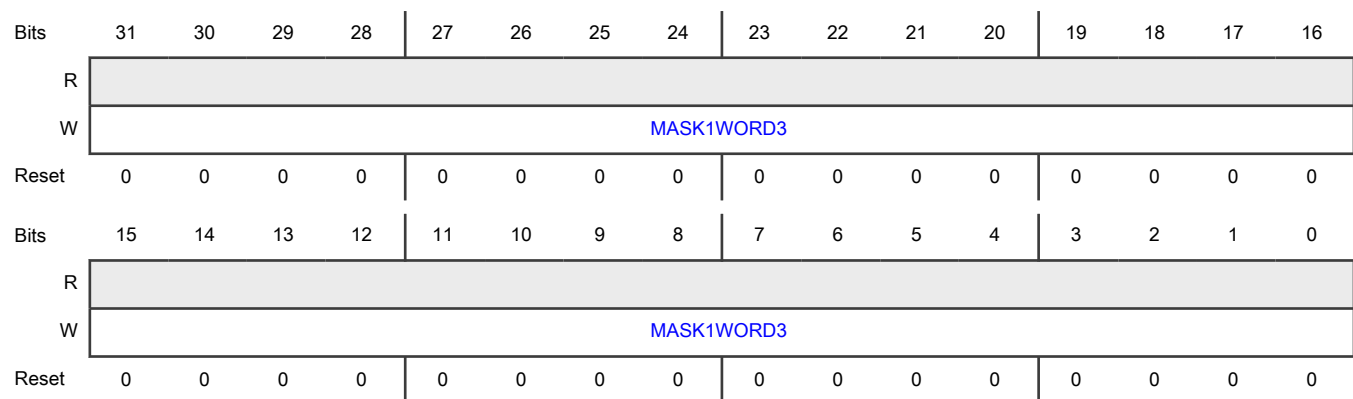 Bits 31 30 29 28 27 26 25 24 23 22 21 20 19 18 17 16
R
W MASK1WORD3
Reset 0 0 0 0 0 0 0 0 0 0 0 0 0 0 0 0
Bits 15 14 13 12 11 10 9 8 7 6 5 4 3 2 1 0
R
W MASK1WORD3
Reset 0 0 0 0 0 0 0 0 0 0 0 0 0 0 0 0